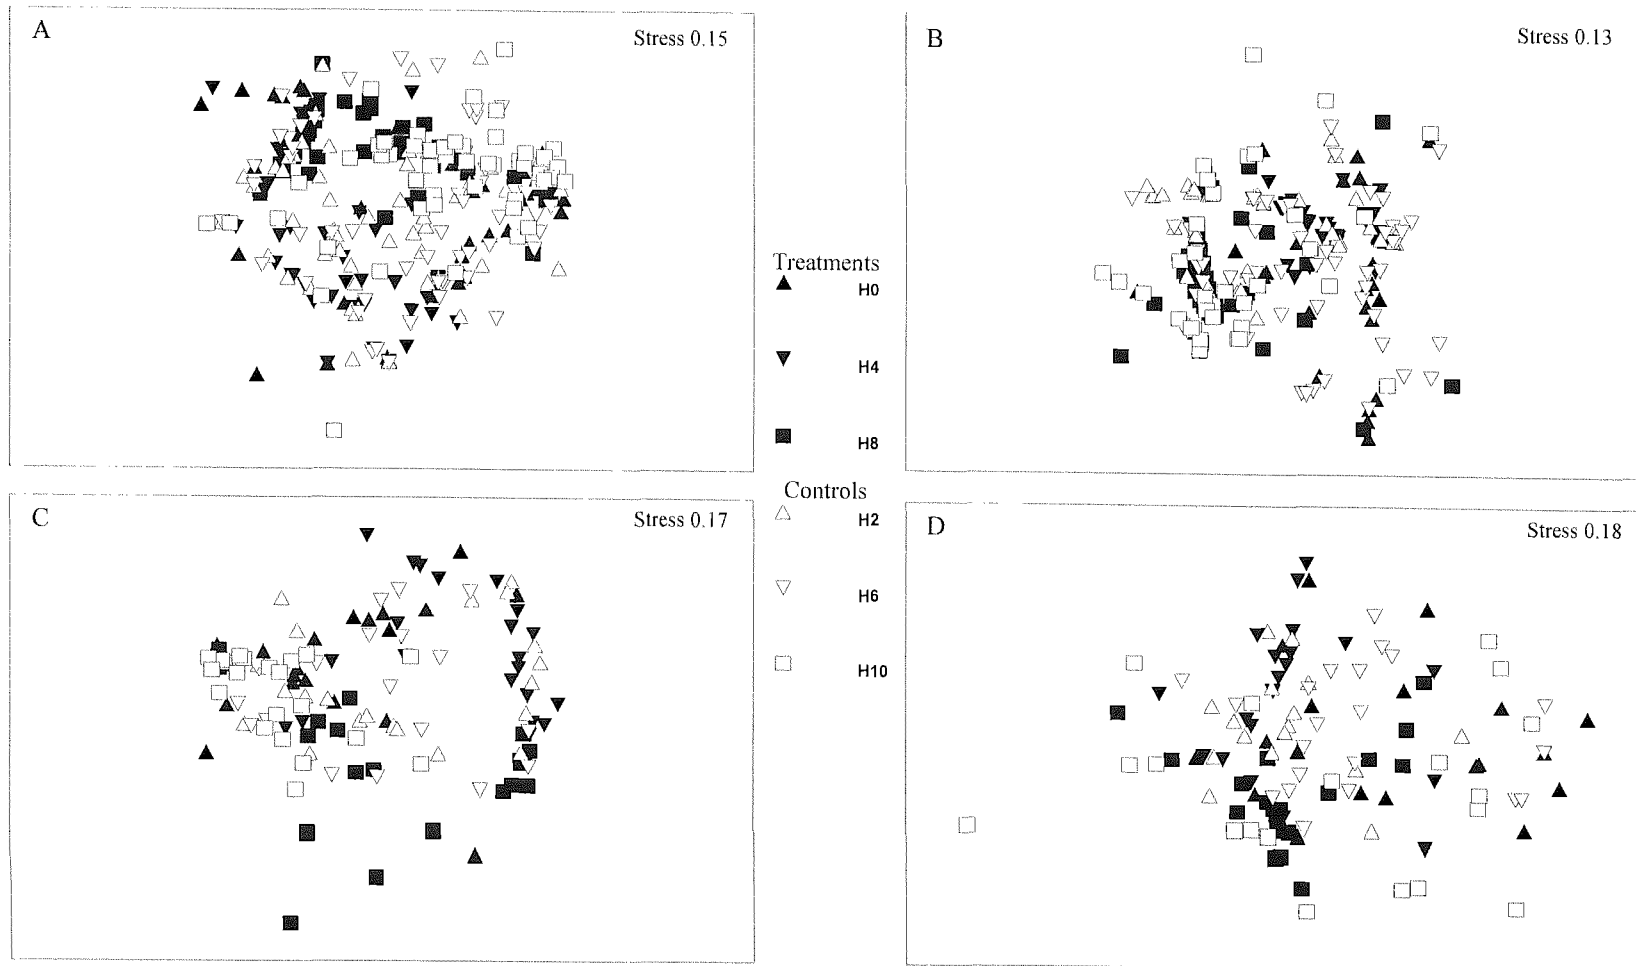 A
Stress 0.15
B
Stress 0.13
Treatments
H0
H4
H8
Controls
H2
H6
H10
C
Stress 0.17
D
Stress 0.18